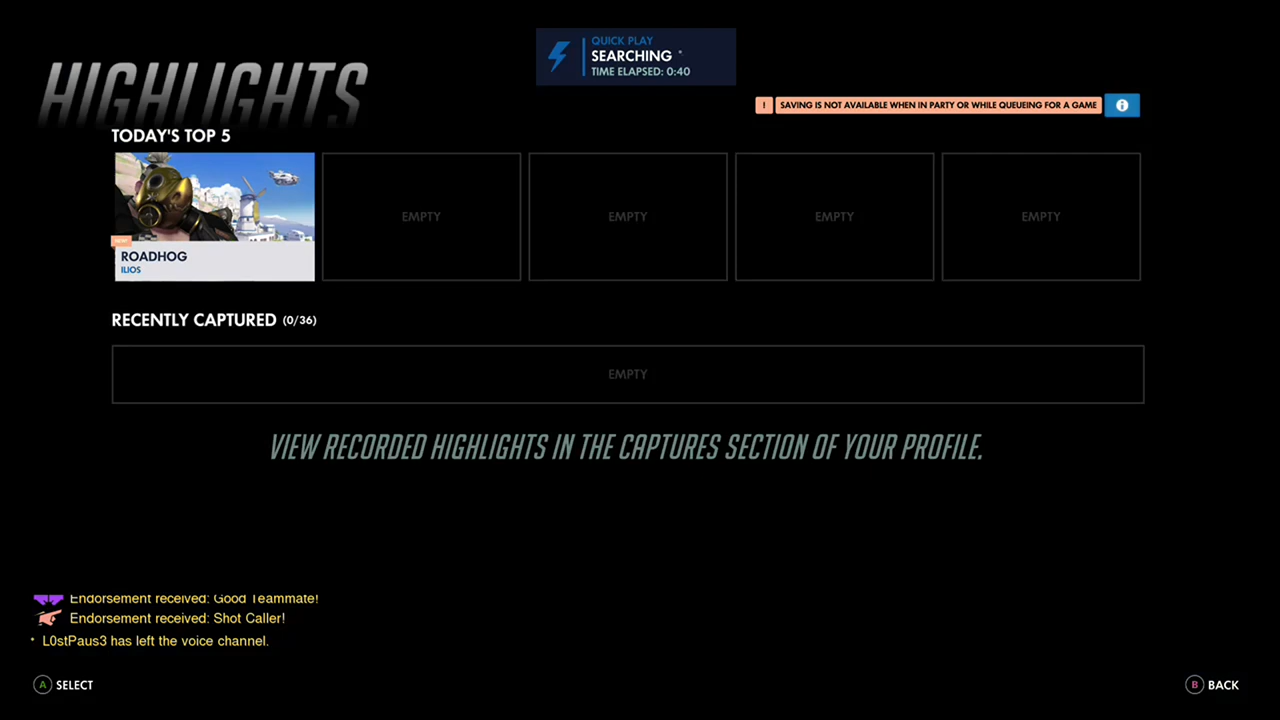 QUICK PLAY
SEARCHING
TIME ELAPSED: 0:40
HIGHLIGHTS
! SAVING IS NOT AVAILABLE WHEN IN PARTY OR WHILE QUEUEING FOR A GAME
TODAY'S TOP 5
EMPTY EMPTY EMPTY EMPTY
NEW
ROADHOG
ILIOS
RECENTLY CAPTURED (0/36)
EMPTY
VIEW RECORDED HIGHLIGHTS IN THE CAPTURES SECTION OF YOUR PROFILE.
Endorsement received: Good Teammate!
Endorsement received: Shot Caller!
L0stPaus3 has left the voice channel.
A SELECT
B BACK